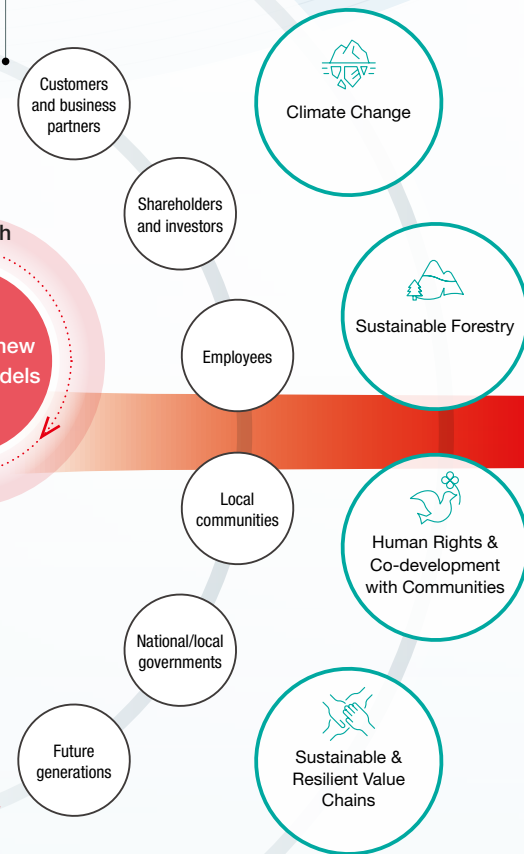 Customers
and business
partners
Shareholders
and investors
Employees
Local
communities
National/local
governments
Future
generations
h
new
dels
Climate Change
Sustainable Forestry
Human Rights &
Co-development
with Communities
Sustainable &
Resilient Value
Chains